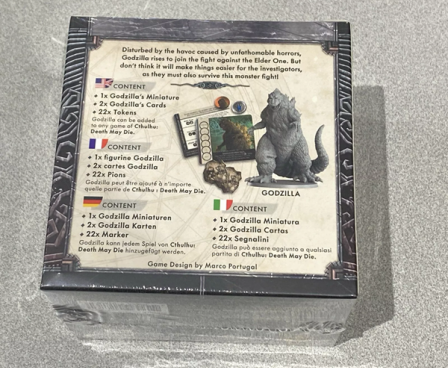 Disturbed by the havoc caused by unfathomable horrors,
Godzilla rises to join the fight against the Elder One. But
don't think it will make things easier for the investigators,
as they must also survive this monster fight!
CONTENT
+ 1x Godzilla's Miniature
+ 2x Godzilla's Cards
+ 22x Tokens
Godzilla can be added
to any game of Cthulhu:
Death May Die.
CONTENT
+ 1x figurine Godzilla
+ 2x cartes Godzilla
+ 22x Pions
Godzilla peut être ajouté à n'importe
quelle partie de Cthulhu : Death May Die.
GODZILLA
CONTENT
+ 1x Godzilla Miniaturen
+ 2x Godzilla Karten
+ 22x Marker
Godzilla kann jedem Spiel von Cthulhu:
Death May Die hinzugefügt werden.
CONTENT
+ 1x Godzilla Miniatura
+ 2x Godzilla Cartas
+ 22x Segnalini
Godzilla può essere aggiunto a qualsiasi
partita di Cthulhu: Death May Die.
Game Design by Marco Portugal